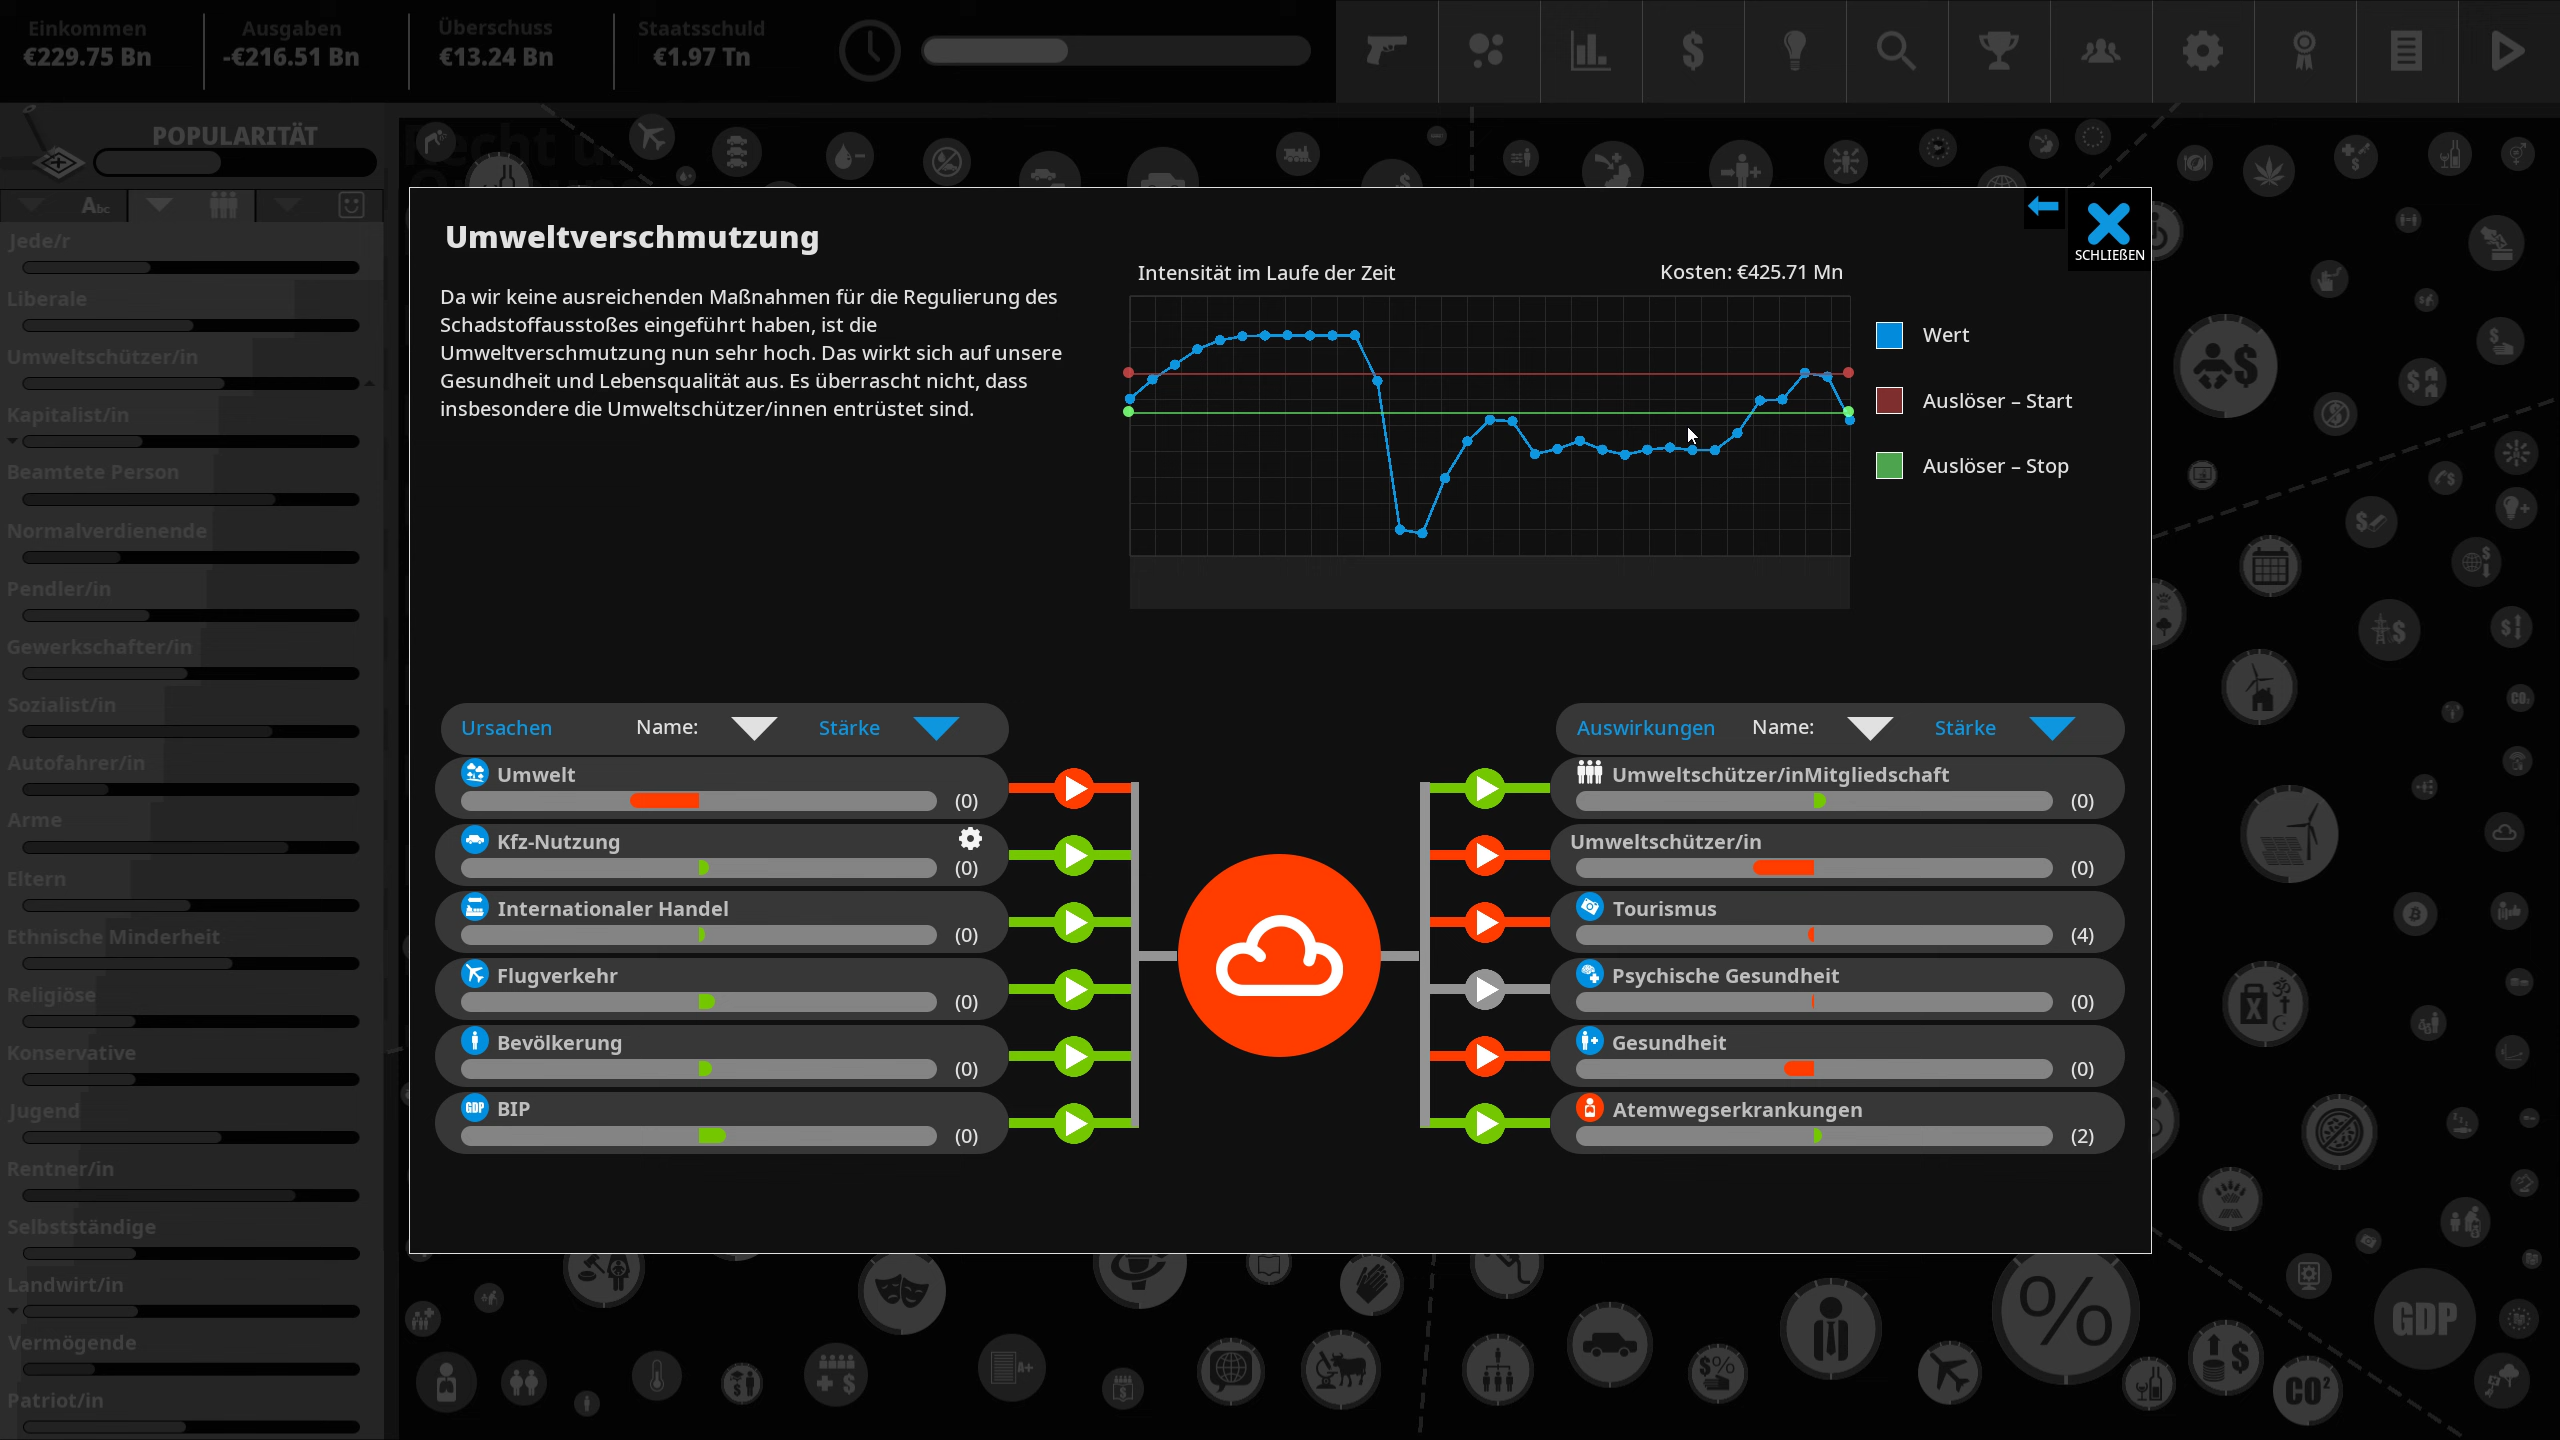 Einkommen
€229.75 Bn
Ausgaben
-€216.51 Bn
Überschuss
€13.24 Bn
Staatsschuld
€1.97 Tn
POPULARITÄT
Abc
Jede/r
Liberale
Umweltschützer/in
Kapitalist/in
Beamtete Person
Normalverdienende
Pendler/in
Gewerkschafter/in
Sozialist/in
Autofahrer/in
Arme
Eltern
Ethnische Minderheit
Religiöse
Konservative
Jugend
Rentner/in
Selbstständige
Landwirt/in
Vermögende
Patriot/in
Recht u.
SCHLIEßEN
Umweltverschmutzung
Da wir keine ausreichenden Maßnahmen für die Regulierung des
Schadstoffausstoßes eingeführt haben, ist die
Umweltverschmutzung nun sehr hoch. Das wirkt sich auf unsere
Gesundheit und Lebensqualität aus. Es überrascht nicht, dass
insbesondere die Umweltschützer/innen entrüstet sind.
Intensität im Laufe der Zeit
Kosten: €425.71 Mn
Wert
Auslöser – Start
Auslöser – Stop
Ursachen Name: Stärke
Umwelt
(0)
Kfz-Nutzung
(0)
Internationaler Handel
(0)
Flugverkehr
(0)
Bevölkerung
(0)
GDP BIP
(0)
Auswirkungen Name: Stärke
Umweltschützer/inMitgliedschaft
(0)
Umweltschützer/in
(0)
Tourismus
(4)
Psychische Gesundheit
(0)
Gesundheit
(0)
Atemwegserkrankungen
(2)
GDP
CO²